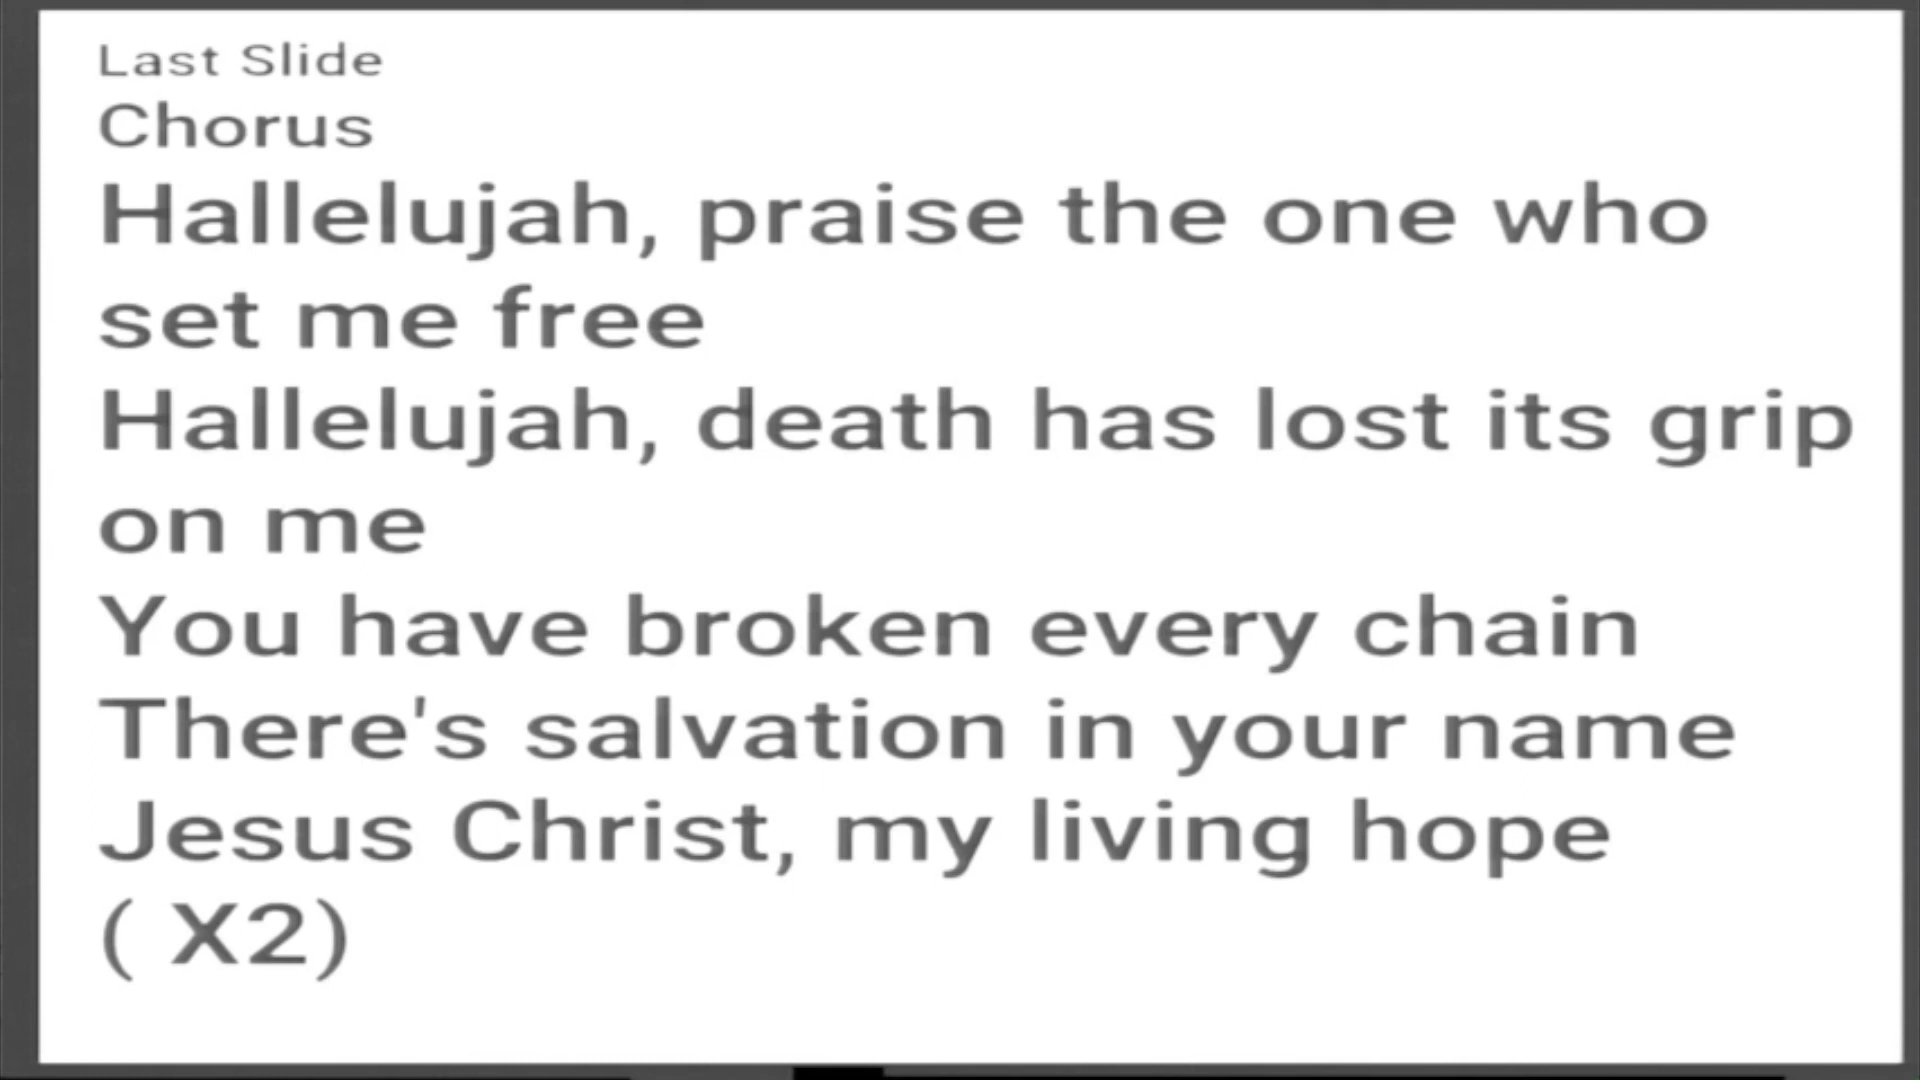 Last Slide
Chorus
Hallelujah, praise the one who
set me free
Hallelujah, death has lost its grip
on me
You have broken every chain
There's salvation in your name
Jesus Christ, my living hope
( X2)